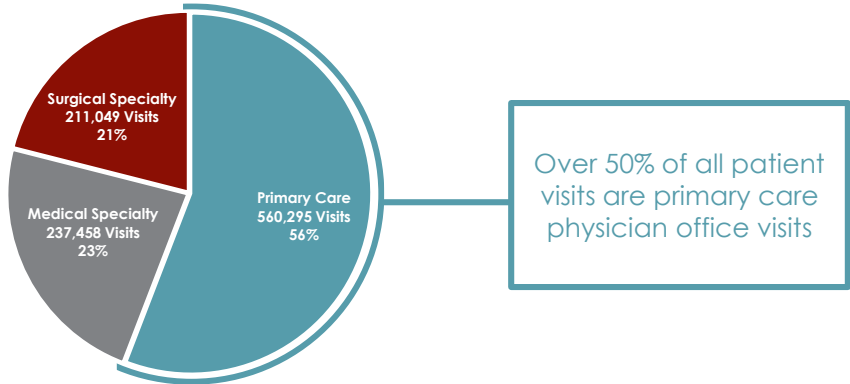 Surgical Specialty
211,049 Visits
21%
Primary Care
560,295 Visits
56%
Medical Specialty
237,458 Visits
23%
Over 50% of all patient
visits are primary care
physician office visits